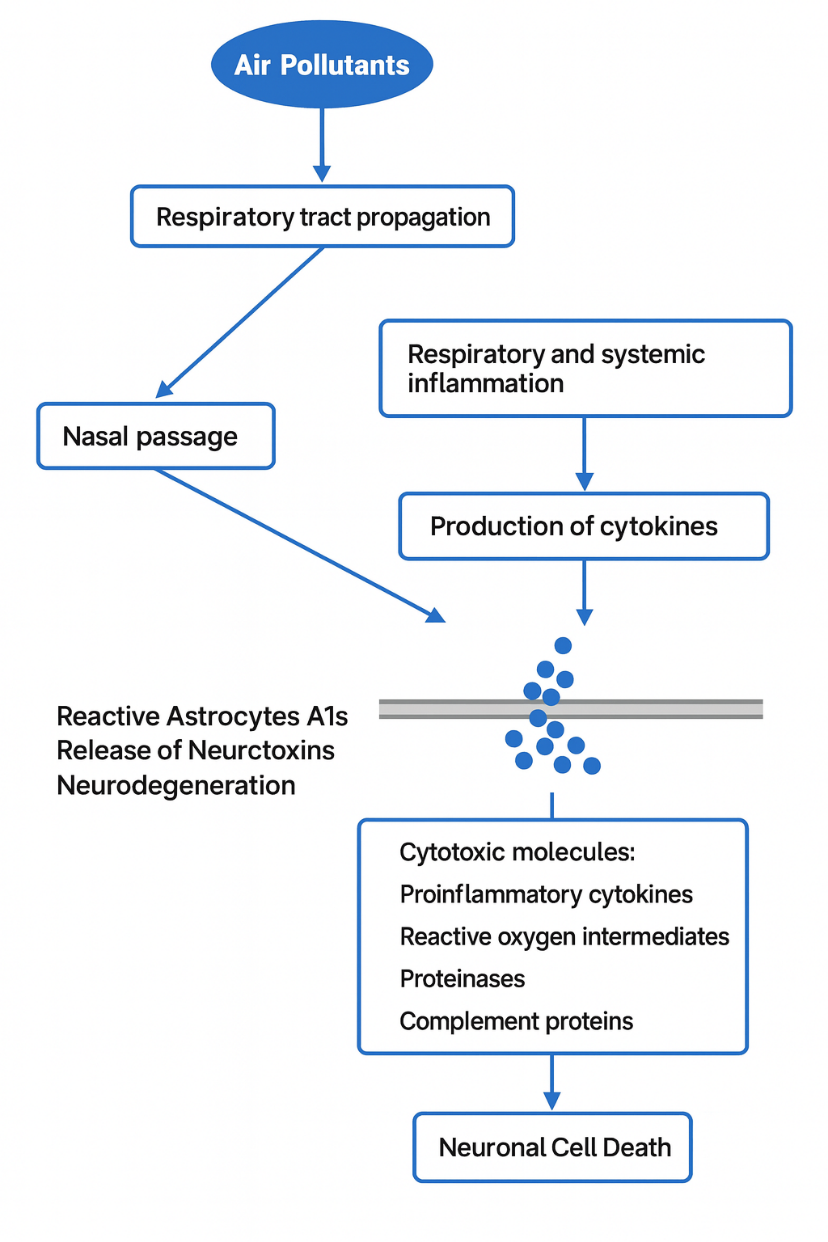 Air Pollutants
Respiratory tract propagation
Respiratory and systemic
inflammation
Nasal passage
Production of cytokines
Reactive Astrocytes A1s
Release of Neurctoxins
Neurodegeneration
Cytotoxic molecules:
Proinflammatory cytokines
Reactive oxygen intermediates
Proteinases
Complement proteins
Neuronal Cell Death